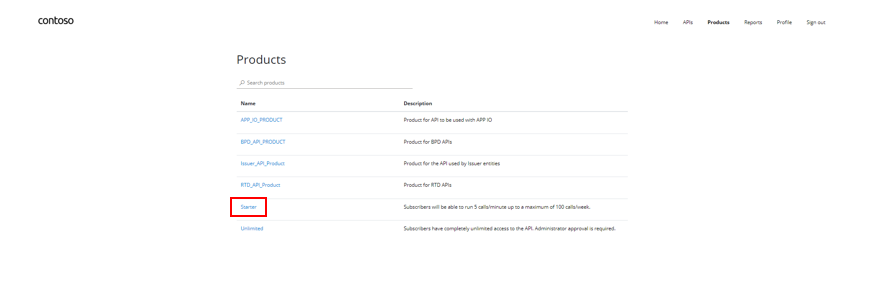 contoso
Home APIs Products Reports Profile Sign out
Products
Search products
Name Description
APP_IO_PRODUCT Product for API to be used with APP IO
BPD_API_PRODUCT Product for BPD APIs
Issuer_API_Product Product for the API used by Issuer entities
RTD_API_Product Product for RTD APIs
Starter Subscribers will be able to run 5 calls/minute up to a maximum of 100 calls/week.
Unlimited Subscribers have completely unlimited access to the API. Administrator approval is required.